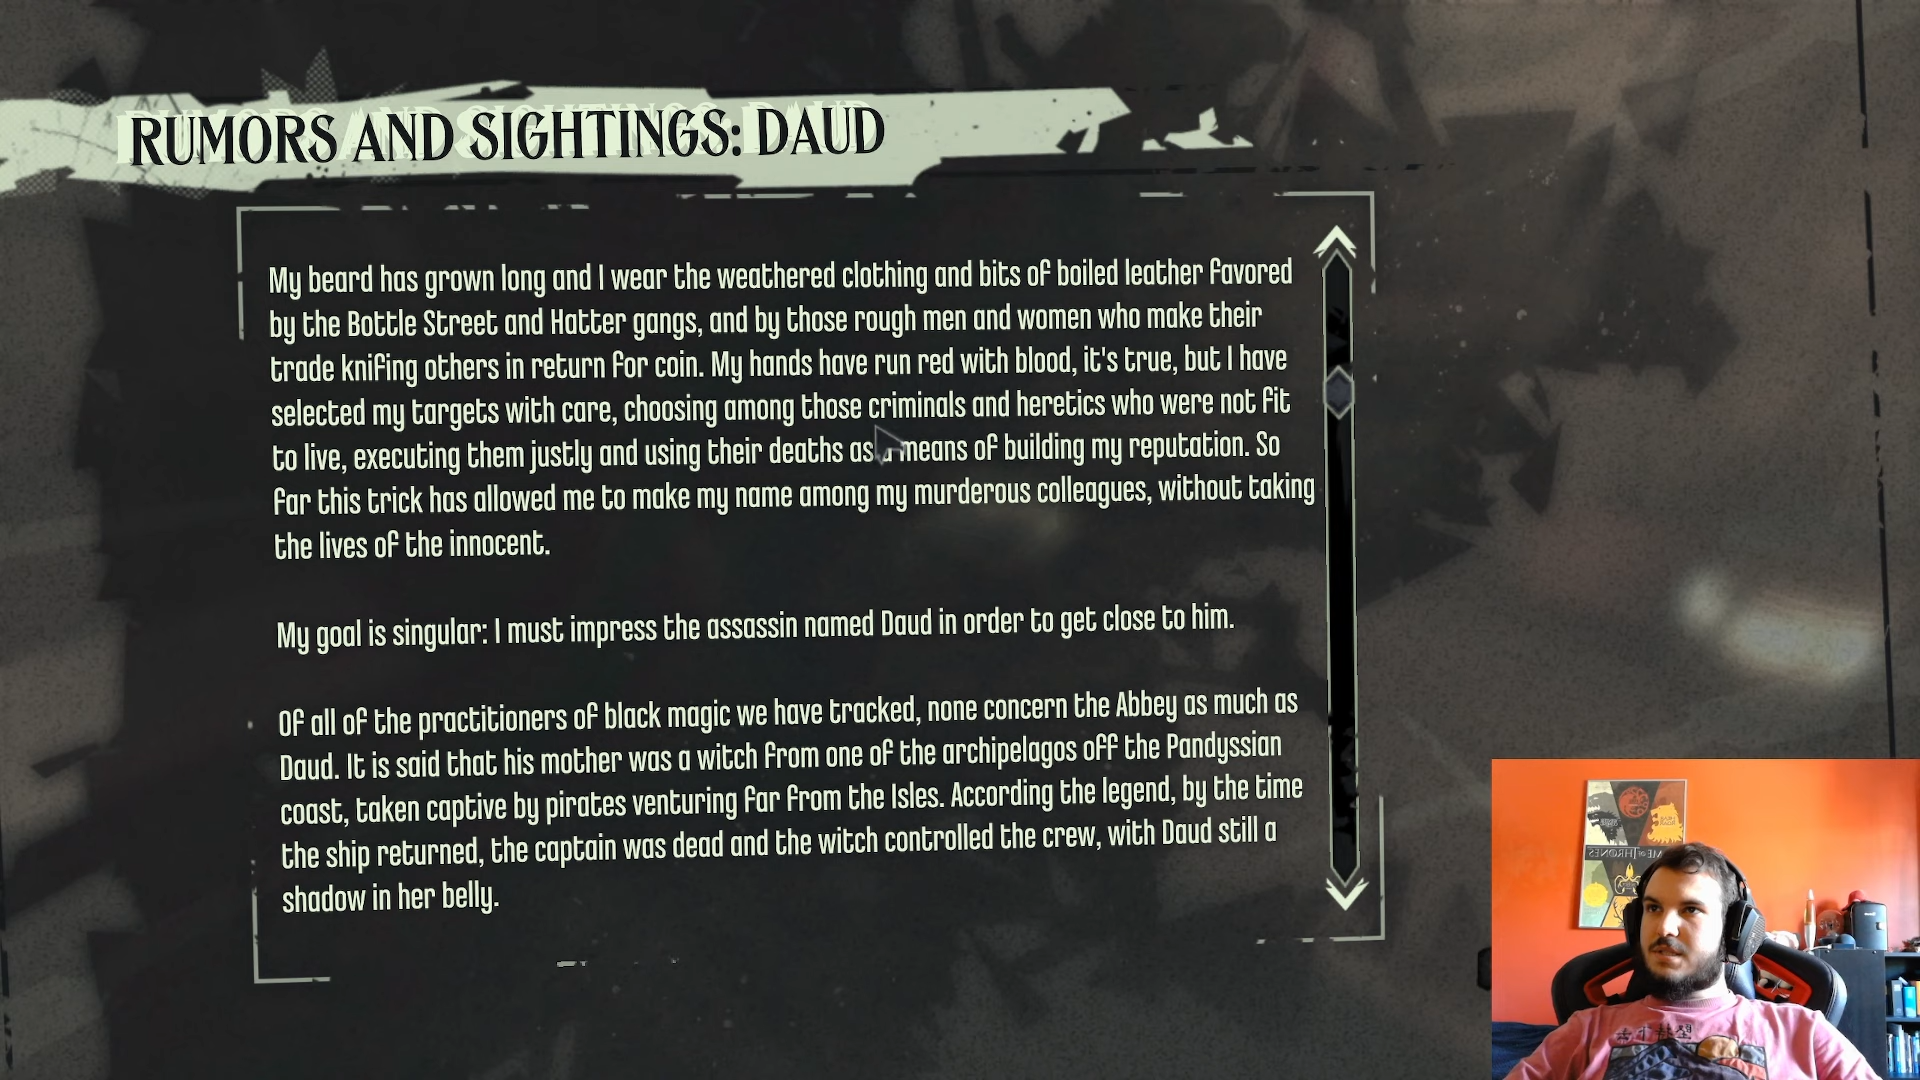 RUMORS AND SIGHTINGS: DAUD
My beard has grown long and I wear the weathered clothing and bits of boiled leather favored
by the Bottle Street and Hatter gangs, and by those rough men and women who make their
trade knifing others in return for coin. My hands have run red with blood, it's true, but I have
selected my targets with care, choosing among those criminals and heretics who were not fit
to live, executing them justly and using their deaths as a means of building my reputation. So
far this trick has allowed me to make my name among my murderous colleagues, without taking
the lives of the innocent.
My goal is singular: I must impress the assassin named Daud in order to get close to him.
Of all of the practitioners of black magic we have tracked, none concern the Abbey as much as
Daud. It is said that his mother was a witch from one of the archipelagos off the Pandyssian
coast, taken captive by pirates venturing far from the Isles. According the legend, by the time
the ship returned, the captain was dead and the witch controlled the crew, with Daud still a
shadow in her belly.